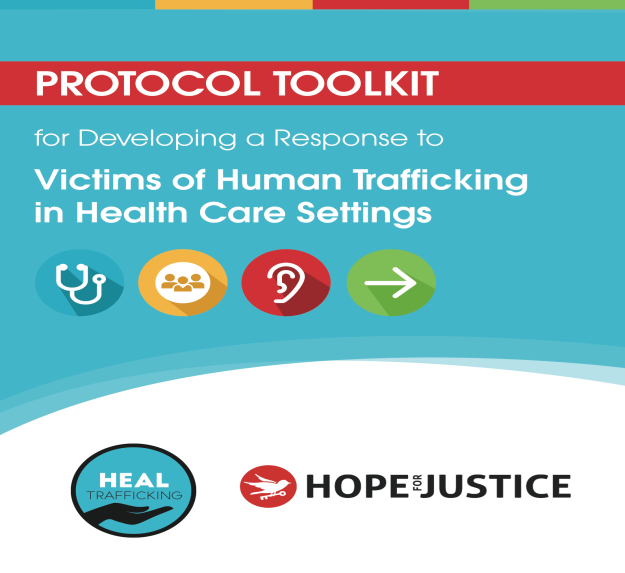 PROTOCOL TOOLKIT
for Developing a Response to
Victims of Human Trafficking
in Health Care Settings
HEAL
TRAFFICKING
HOPE FOR JUSTICE